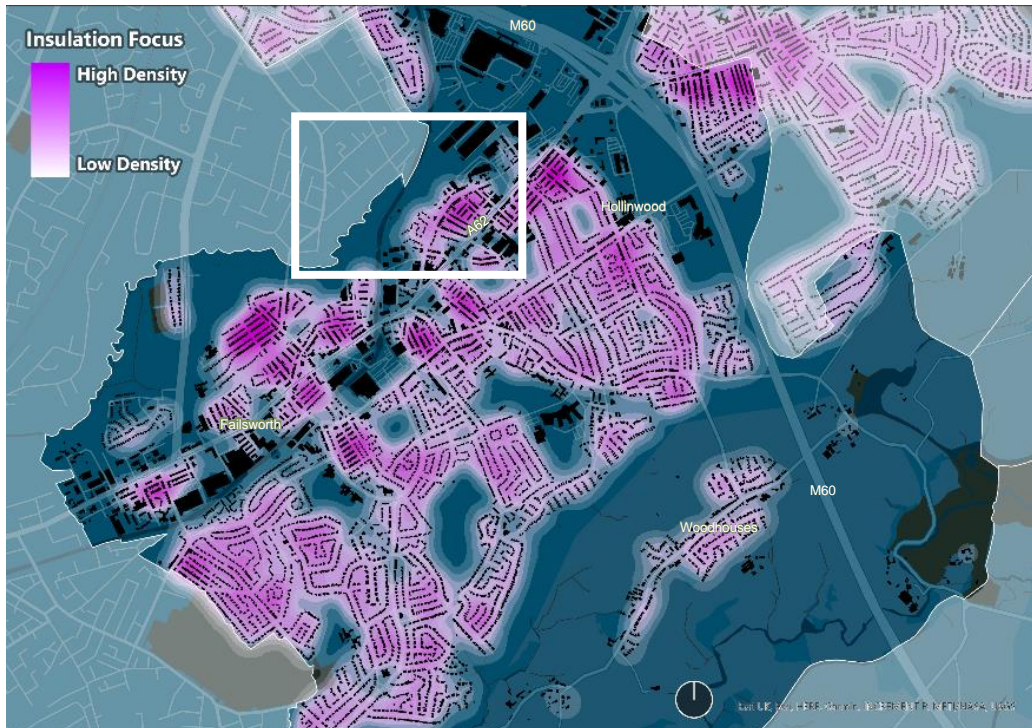 M60
Insulation Focus
High Density
Low Density
Hollinwood
A62
Failsworth
M60
Woodhouses